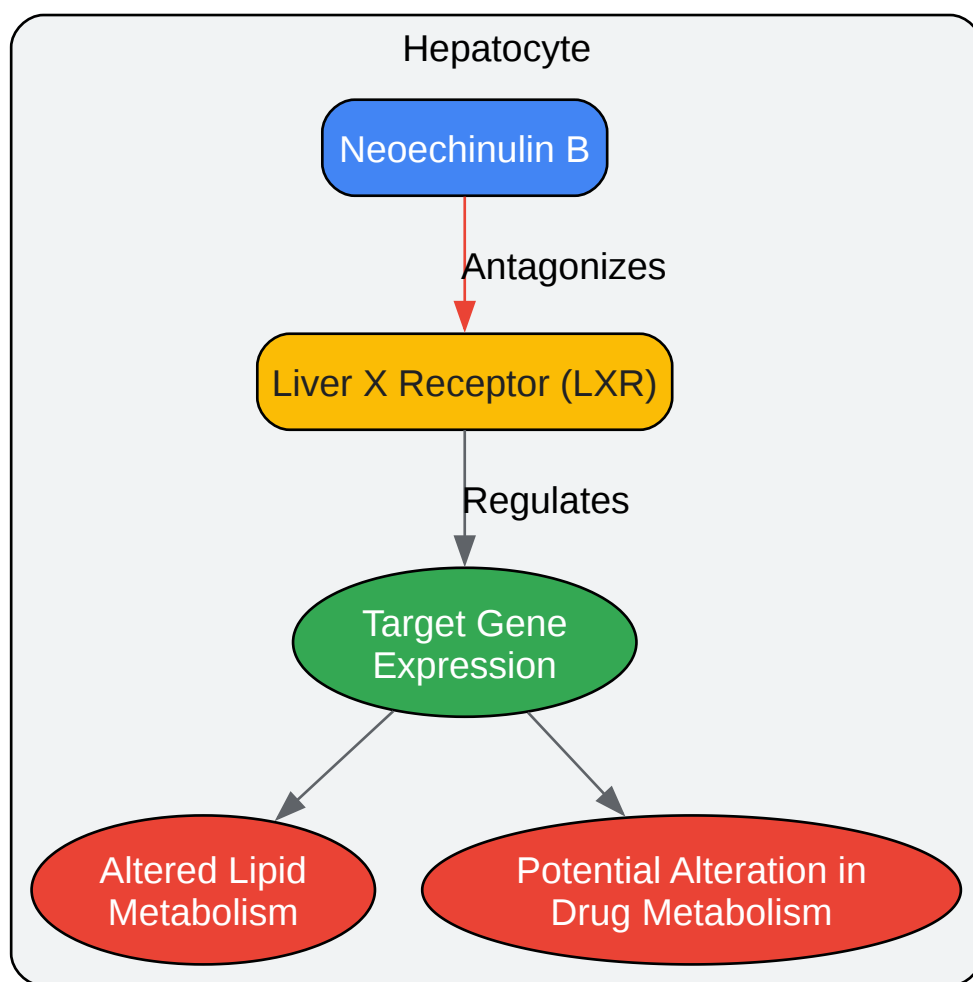 Hepatocyte
Neoechinulin B
Antagonizes
Liver X Receptor (LXR)
Regulates
Target Gene
Expression
Altered Lipid
Metabolism
Potential Alteration in
Drug Metabolism